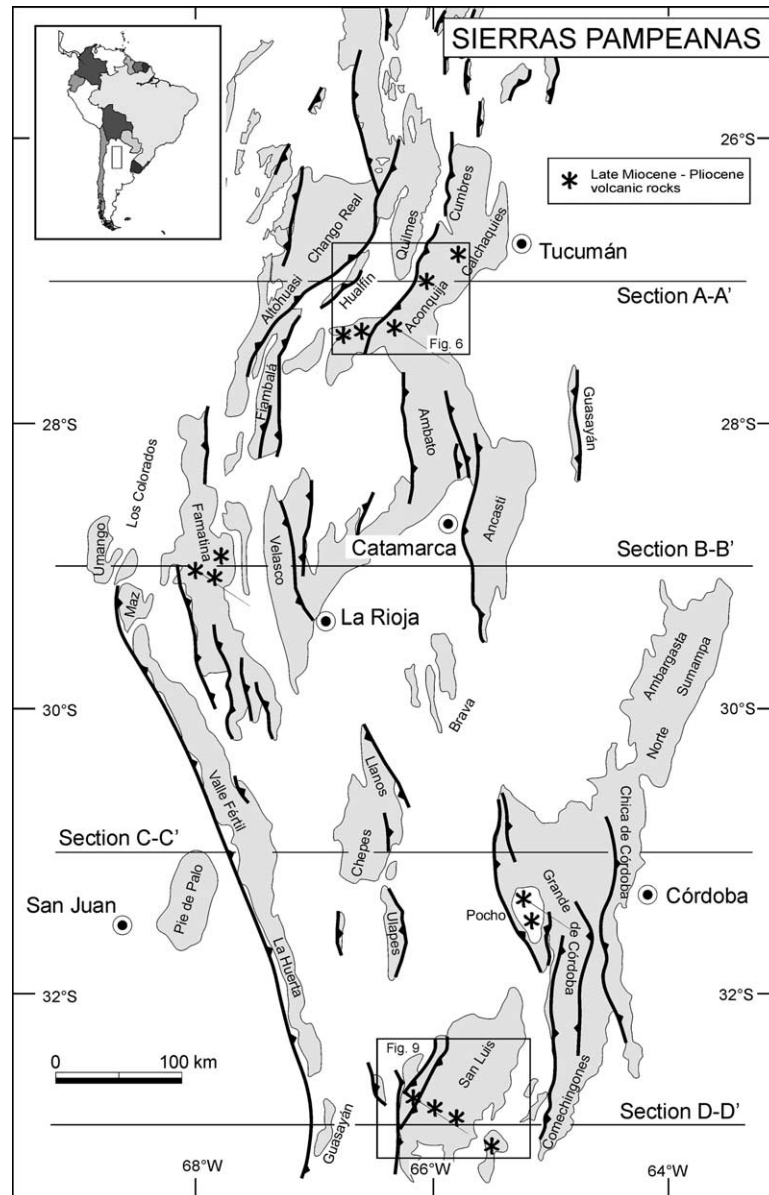 SIERRAS PAMPEANAS
26°S
Late Miocene - Pliocene
volcanic rocks
Chango Real
Quilmes
Cumbres
Calchaquies
Tucumán
Altohuasi
Hualfín
Aconquija
Section A-A’
Fig. 6
Fiambalá
28°S
28°S
Ambato
Guasayán
Los Colorados
Famatina
Umango
Velasco
Catamarca
Ancasti
Section B-B’
Maz
La Rioja
Ambargasta
Sumampa
30°S
30°S
Brava
Norte
Valle Fértil
Llanos
Chica de Córdoba
Section C-C’
Chepes
Pie de Palo
San Juan
Grande
de Córdoba
Córdoba
Pocho
Ulapes
La Huerta
32°S
32°S
0
100 km
Fig. 9
San Luis
Comechingones
Section D-D’
Guasayán
68°W
66°W
64°W